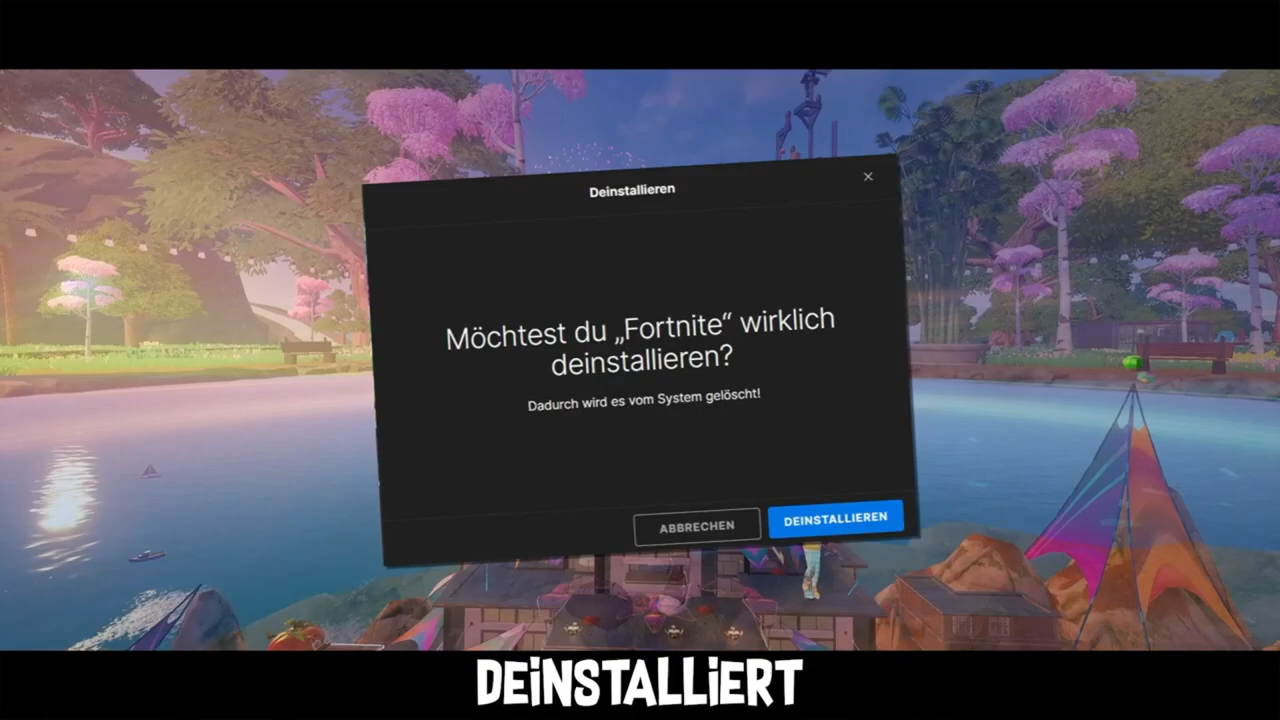 Deinstallieren
Möchtest du „Fortnite“ wirklich
deinstallieren?
Dadurch wird es vom System gelöscht!
ABBRECHEN
DEINSTALLIEREN
DEiNSTALLiERT